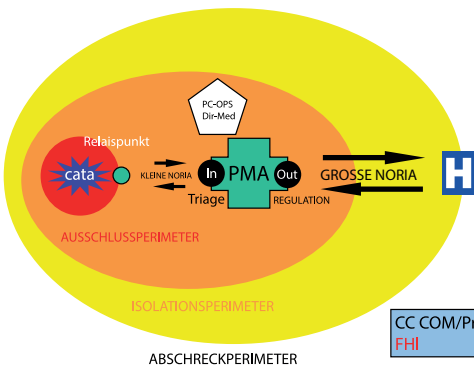 PC-OPS
Dir-Med
Relaispunkt
cata
KLEINE NORIA
In
PMA
Out
GROSSE NORIA
H
Triage
REGULATION
AUSSCHLUSSPERIMETER
ISOLATIONSPERIMETER
CC COM/Pr
FHI
ABSCHRECKPERIMETER